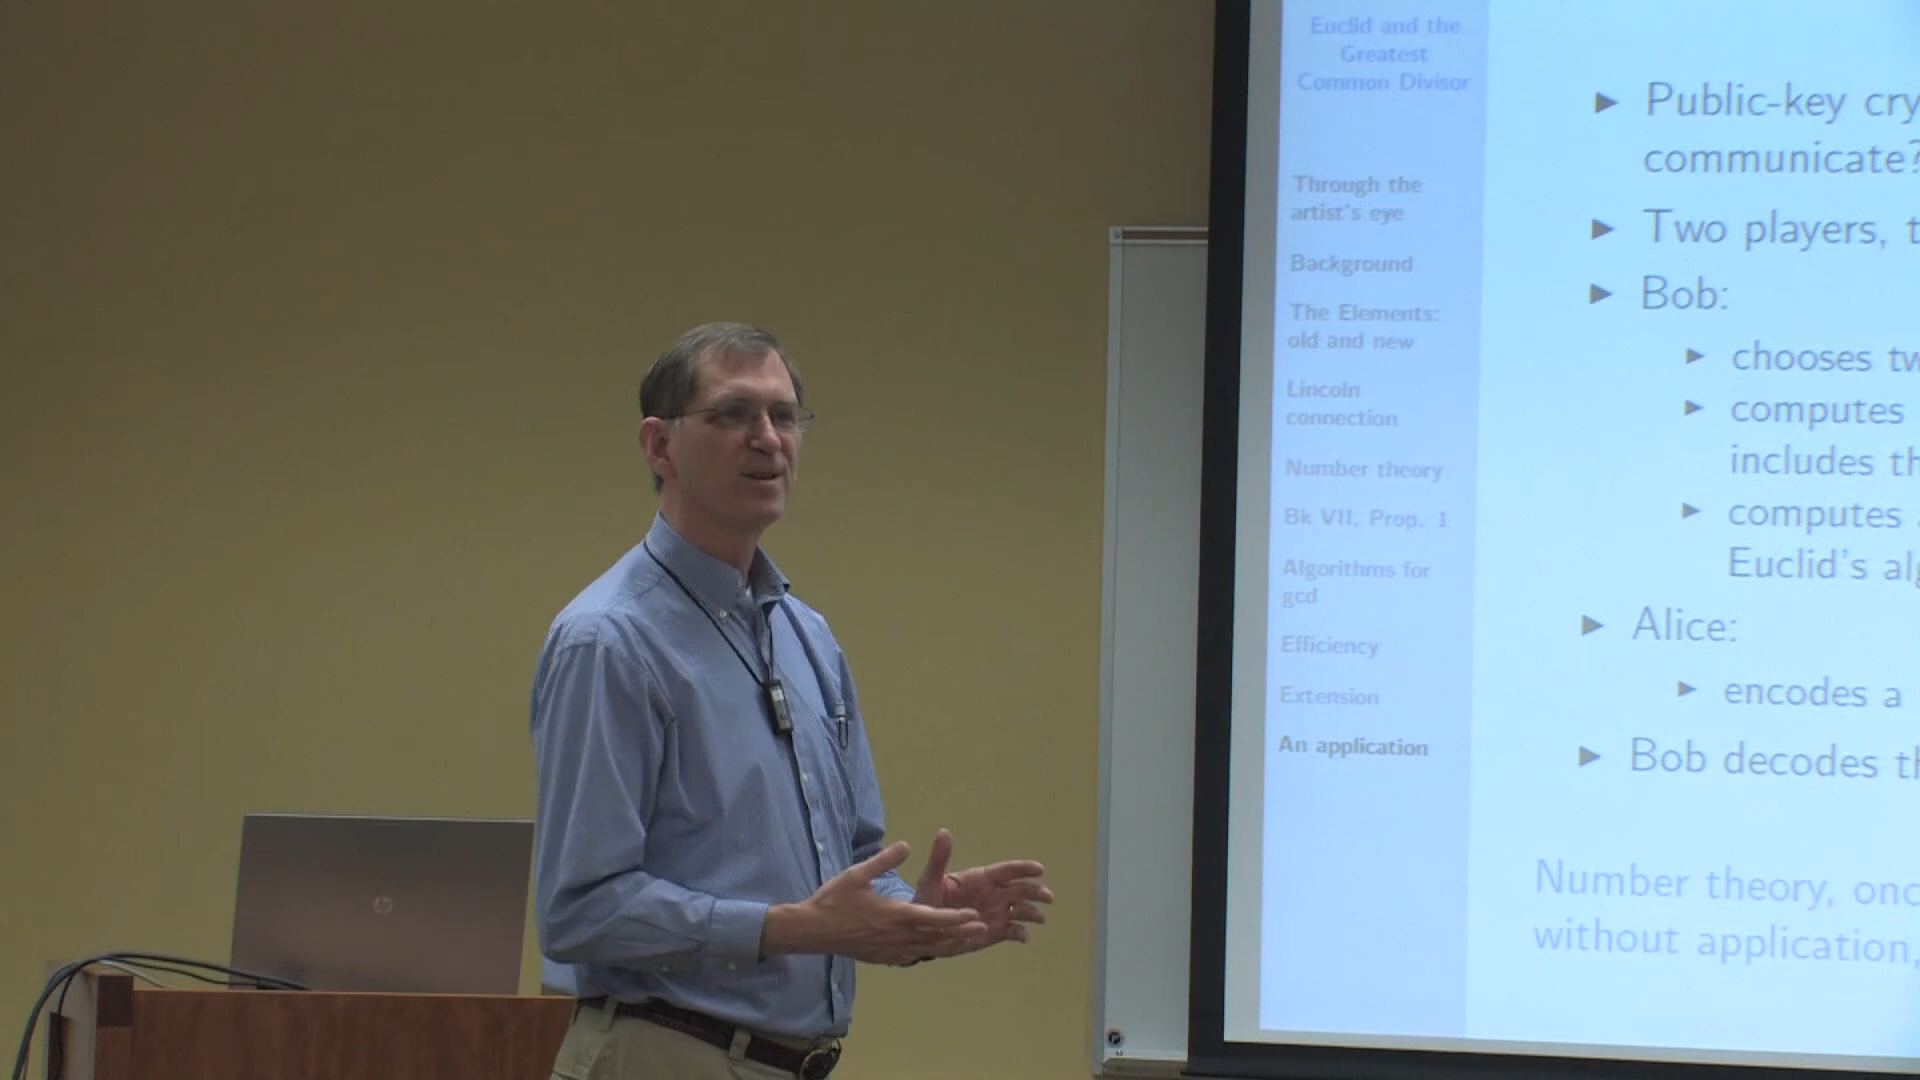 Euclid and the
Greatest
Common Divisor
Through the
artist's eye
Background
The Elements:
old and new
Lincoln
connection
Number theory
Bk VII, Prop. 1
Algorithms for
gcd
Efficiency
Extension
An application
Public-key cry
communicate?
Two players, t
Bob:
chooses tw
computes
includes th
computes
Euclid's alg
Alice:
encodes a
Bob decodes th
Number theory, onc
without application,
hp